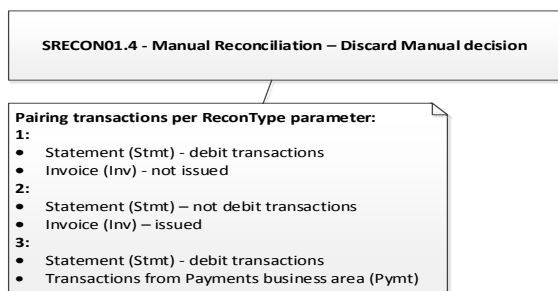 SRECON01.4 - Manual Reconciliation – Discard Manual decision
Pairing transactions per ReconType parameter:
1:
• Statement (Stmt) - debit transactions
• Invoice (Inv) - not issued
2:
• Statement (Stmt) – not debit transactions
• Invoice (Inv) – issued
3:
• Statement (Stmt) - debit transactions
• Transactions from Payments business area (Pymt)